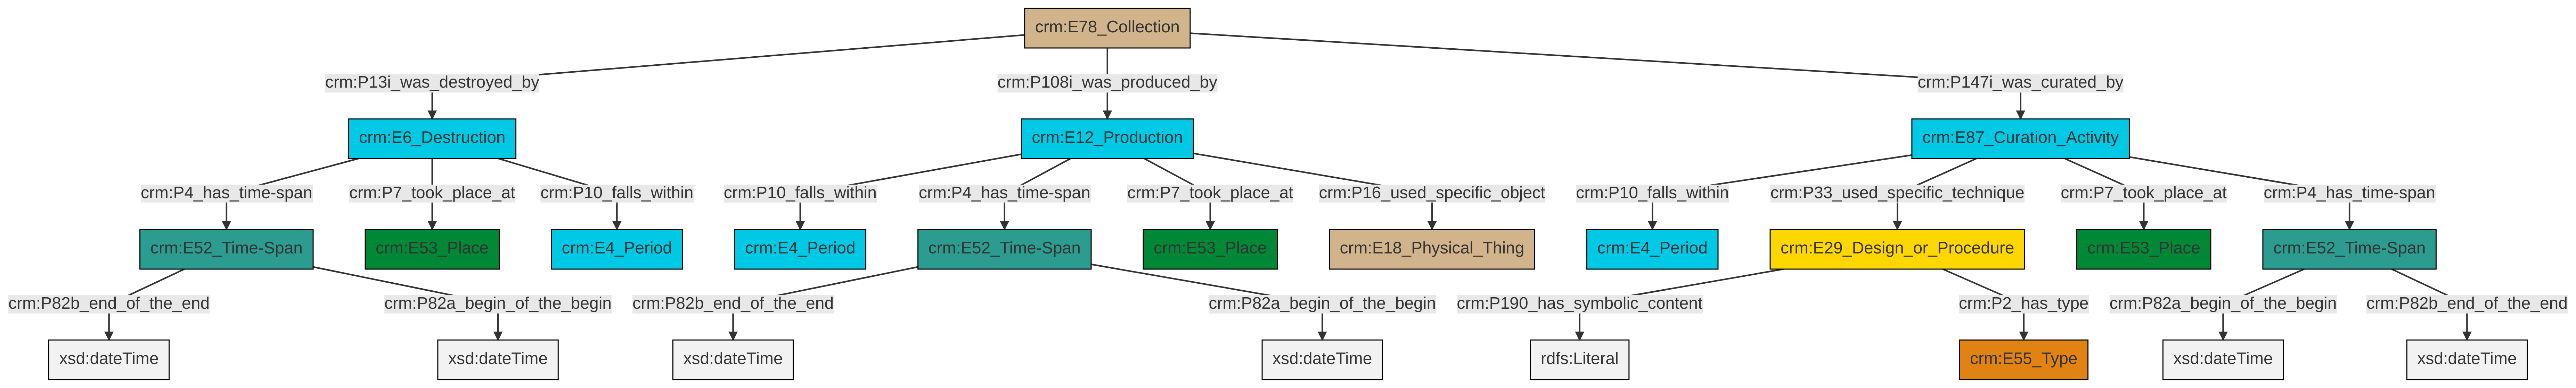 crm:E78_Collection
crm:P13i_was_destroyed_by
crm:P108i_was_produced_by
crm:P147i_was_curated_by
crm:E6_Destruction
crm:E12_Production
crm:E87_Curation_Activity
crm:P4_has_time-span
crm:P7_took_place_at
crm:P10_falls_within
crm:P10_falls_within
crm:P4_has_time-span
crm:P7_took_place_at
crm:P16_used_specific_object
crm:P10_falls_within
crm:P33_used_specific_technique
crm:P7_took_place_at
crm:P4_has_time-span
crm:E52_Time-Span
crm:E53_Place
crm:E4_Period
crm:E4_Period
crm:E52_Time-Span
crm:E53_Place
crm:E18_Physical_Thing
crm:E4_Period
crm:E29_Design_or_Procedure
crm:E53_Place
crm:E52_Time-Span
crm:P82b_end_of_the_end
crm:P82a_begin_of_the_begin
crm:P82b_end_of_the_end
crm:P82a_begin_of_the_begin
crm:P190_has_symbolic_content
crm:P2_has_type
crm:P82a_begin_of_the_begin
crm:P82b_end_of_the_end
xsd:dateTime
xsd:dateTime
xsd:dateTime
xsd:dateTime
rdfs:Literal
crm:E55_Type
xsd:dateTime
xsd:dateTime